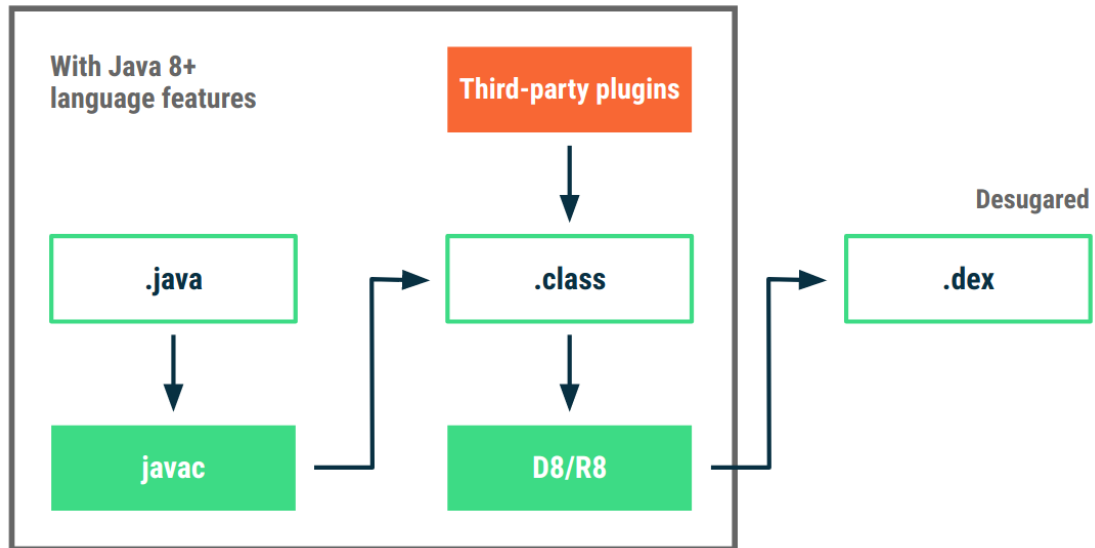 With Java 8+
language features
Third-party plugins
Desugared
.java
.class
.dex
javac
D8/R8